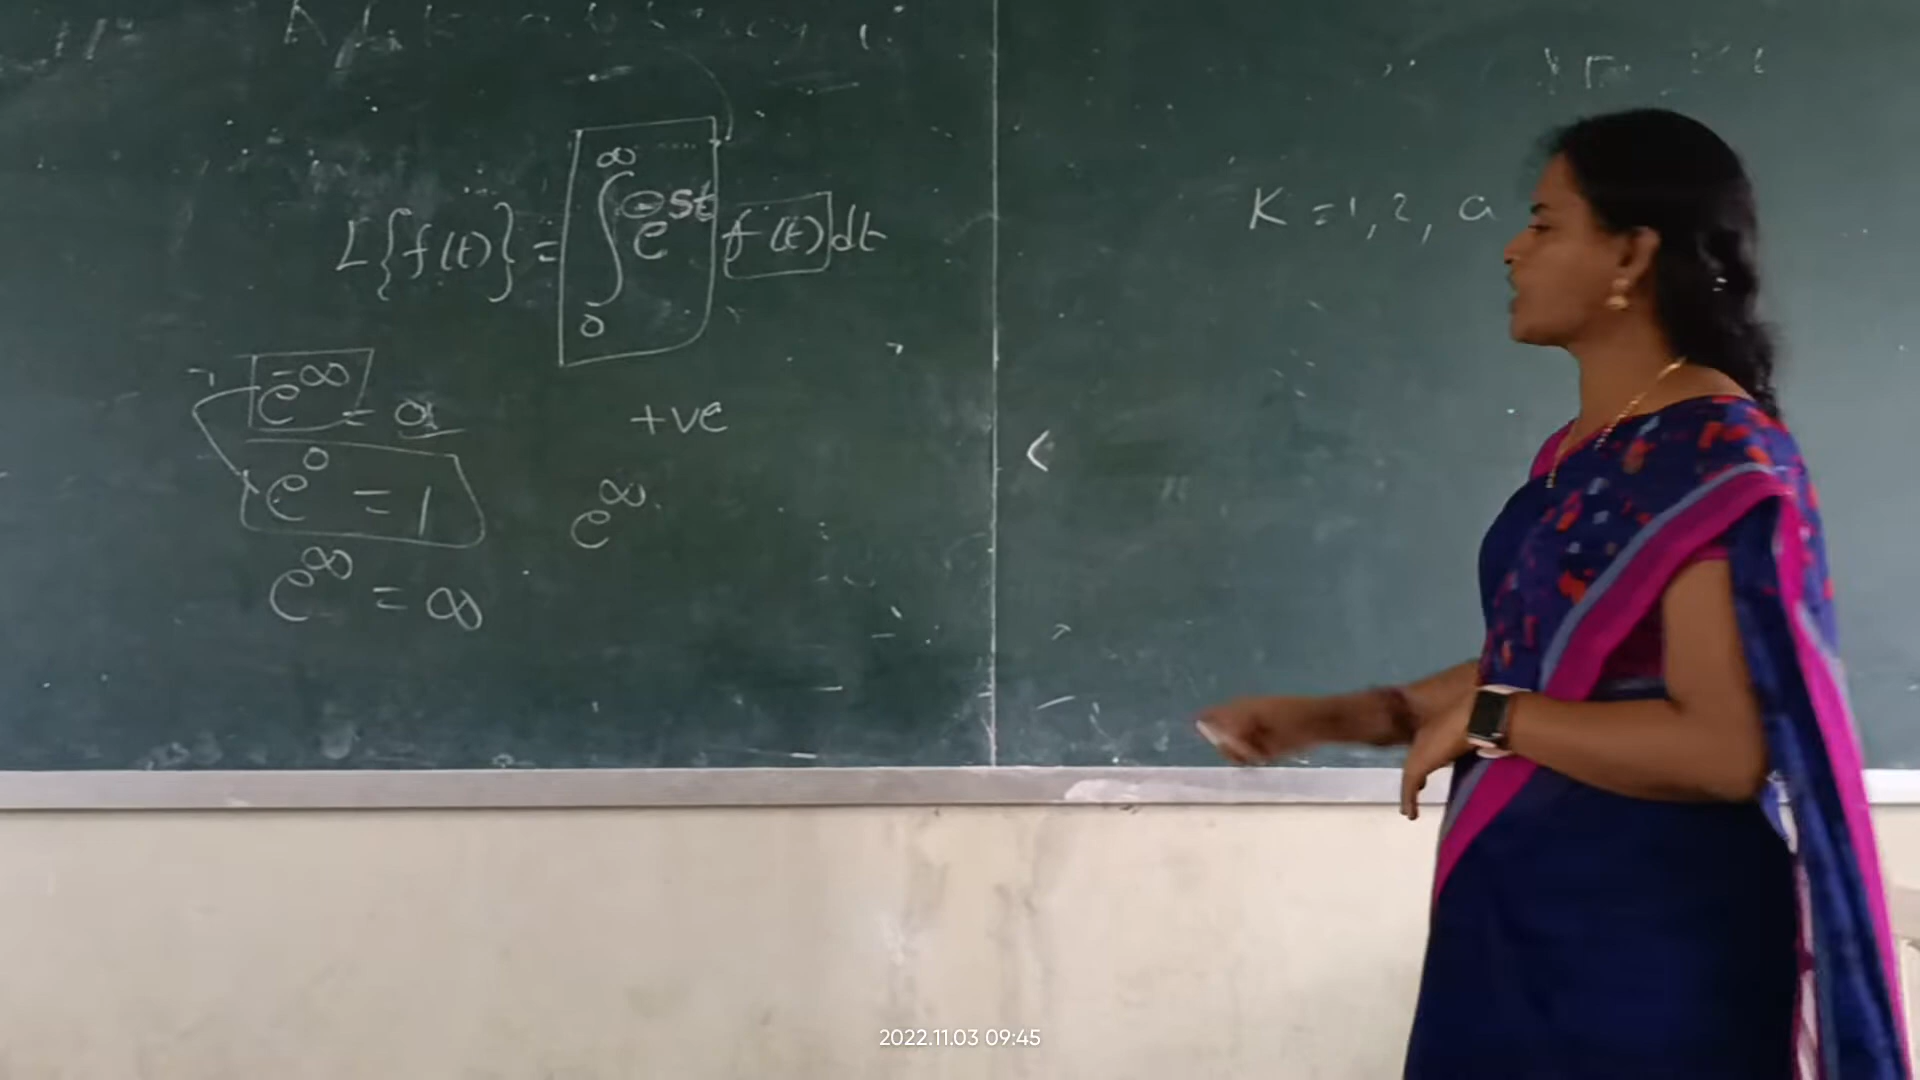 L{f(t)} = ∫₀^∞ e^-st f(t) dt
K = 1, 2, a
e^-∞ = 0
+ve
e^0 = 1
e^∞
e^∞ = ∞
2022.11.03 09:45